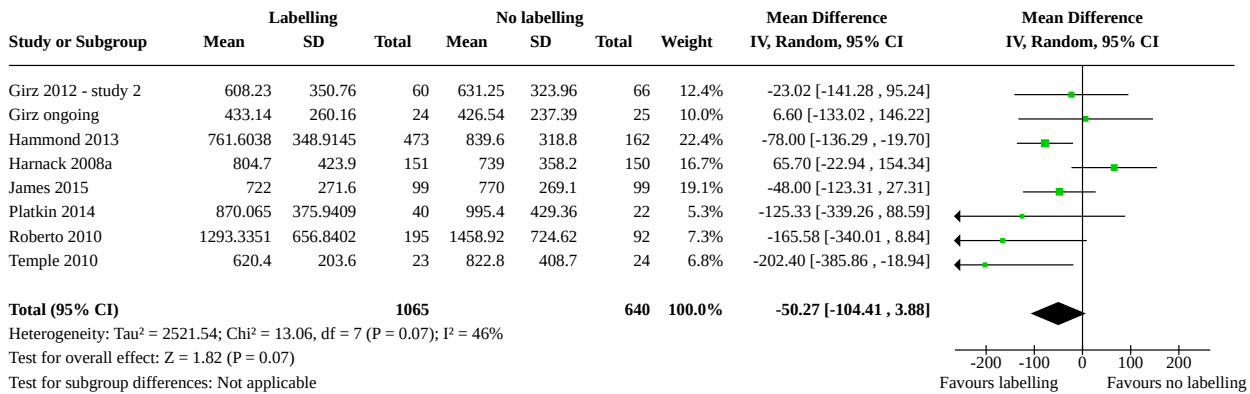 Labelling No labelling Mean Difference Mean Difference
Study or Subgroup Mean SD Total Mean SD Total Weight IV, Random, 95% CI IV, Random, 95% CI
Girz 2012 - study 2 608.23 350.76 60 631.25 323.96 66 12.4% -23.02 [-141.28 , 95.24]
Girz ongoing 433.14 260.16 24 426.54 237.39 25 10.0% 6.60 [-133.02 , 146.22]
Hammond 2013 761.6038 348.9145 473 839.6 318.8 162 22.4% -78.00 [-136.29 , -19.70]
Harnack 2008a 804.7 423.9 151 739 358.2 150 16.7% 65.70 [-22.94 , 154.34]
James 2015 722 271.6 99 770 269.1 99 19.1% -48.00 [-123.31 , 27.31]
Platkin 2014 870.065 375.9409 40 995.4 429.36 22 5.3% -125.33 [-339.26 , 88.59]
Roberto 2010 1293.3351 656.8402 195 1458.92 724.62 92 7.3% -165.58 [-340.01 , 8.84]
Temple 2010 620.4 203.6 23 822.8 408.7 24 6.8% -202.40 [-385.86 , -18.94]
Total (95% CI) 1065 640 100.0% -50.27 [-104.41 , 3.88]
Heterogeneity: Tau² = 2521.54; Chi² = 13.06, df = 7 (P = 0.07); I² = 46%
Test for overall effect: Z = 1.82 (P = 0.07)
-200 -100 0 100 200
Test for subgroup differences: Not applicable
Favours labelling Favours no labelling